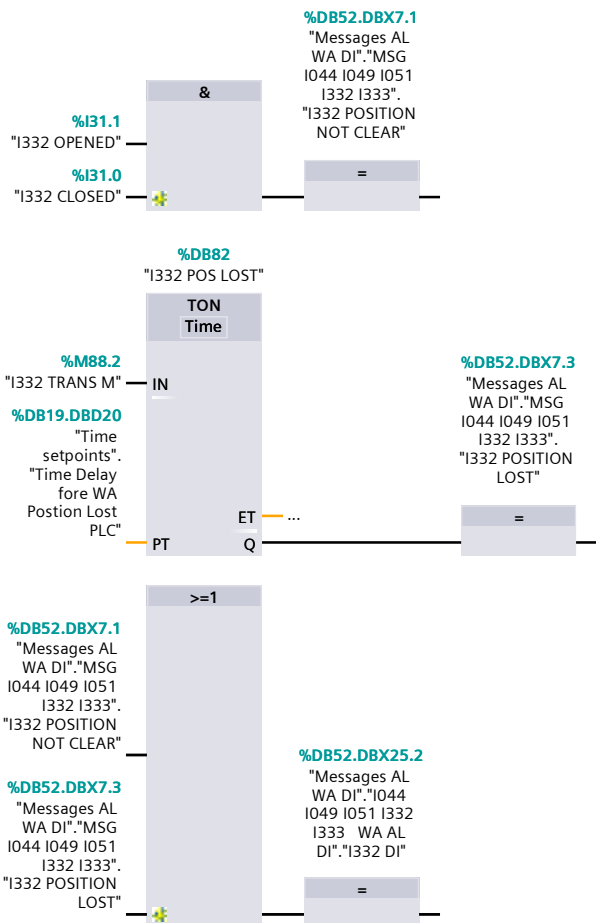 %DB52.DBX7.1
"Messages AL
WA DI"."MSG
I044 I049 I051
I332 I333".
"I332 POSITION
NOT CLEAR"
&
%I31.1
"I332 OPENED"
%I31.0
"I332 CLOSED"
=
%DB82
"I332 POS LOST"
TON
Time
%M88.2
"I332 TRANS M"
IN
%DB19.DBD20
"Time
setpoints".
"Time Delay
fore WA
Postion Lost
PLC"
PT
ET
...
Q
%DB52.DBX7.3
"Messages AL
WA DI"."MSG
I044 I049 I051
I332 I333".
"I332 POSITION
LOST"
=
>=1
%DB52.DBX7.1
"Messages AL
WA DI"."MSG
I044 I049 I051
I332 I333".
"I332 POSITION
NOT CLEAR"
%DB52.DBX7.3
"Messages AL
WA DI"."MSG
I044 I049 I051
I332 I333".
"I332 POSITION
LOST"
%DB52.DBX25.2
"Messages AL
WA DI"."I044
I049 I051 I332
I333   WA AL
DI"."I332 DI"
=